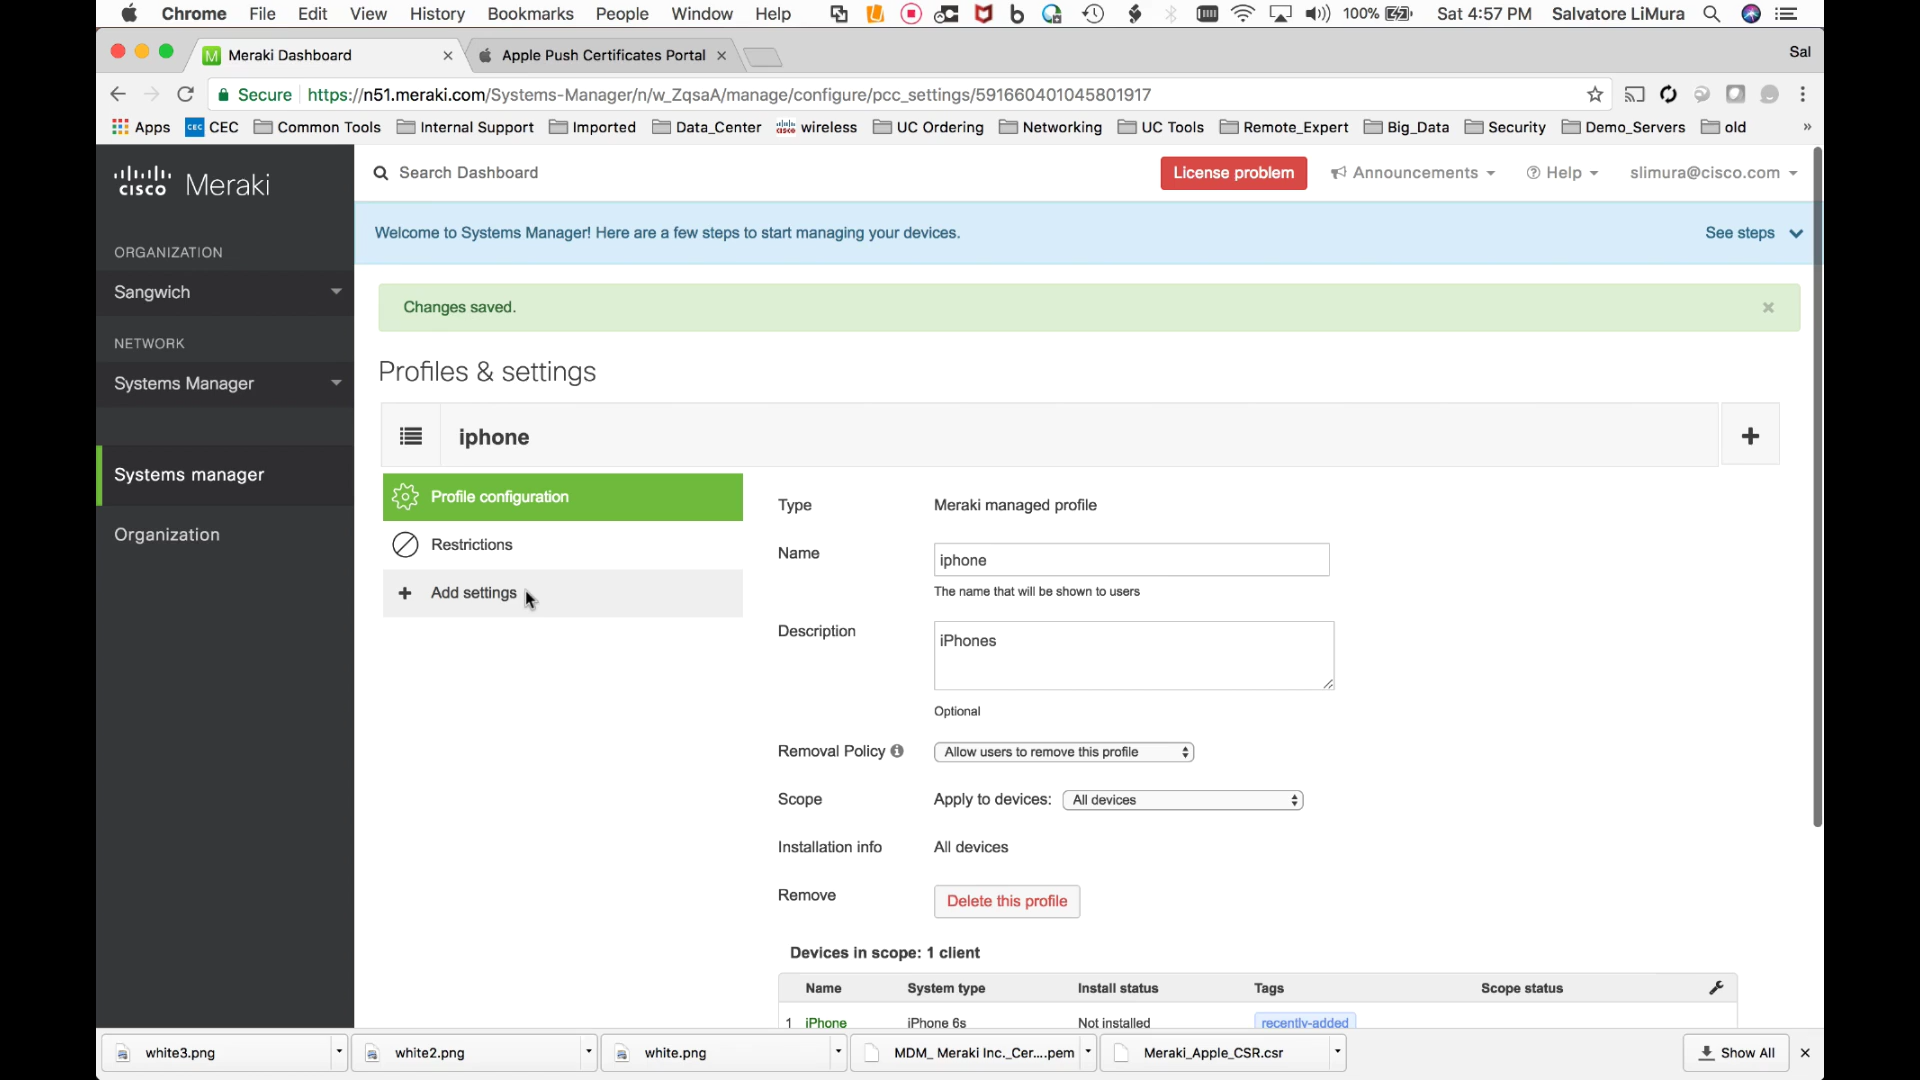 Chrome File Edit View History Bookmarks People Window Help 100% Sat 4:57 PM Salvatore LiMura
Meraki Dashboard Apple Push Certificates Portal Sal
Secure https://n51.meraki.com/Systems-Manager/n/w_ZqsaA/manage/configure/pcc_settings/591660401045801917
Apps CEC CEC Common Tools Internal Support Imported Data_Center wireless UC Ordering Networking UC Tools Remote_Expert Big_Data Security Demo_Servers old »
cisco Meraki
Search Dashboard License problem Announcements Help slimura@cisco.com
Welcome to Systems Manager! Here are a few steps to start managing your devices. See steps
ORGANIZATION
Sangwich
NETWORK
Systems Manager
Systems manager
Organization
Changes saved.
Profiles & settings
iphone
Profile configuration
Restrictions
Add settings
Type Meraki managed profile
Name iphone
The name that will be shown to users
Description iPhones
Optional
Removal Policy Allow users to remove this profile
Scope Apply to devices: All devices
Installation info All devices
Remove Delete this profile
Devices in scope: 1 client
Name System type Install status Tags Scope status
1 iPhone iPhone 6s Not installed recently-added
white3.png white2.png white.png MDM_ Meraki Inc._Cer....pem Meraki_Apple_CSR.csr Show All